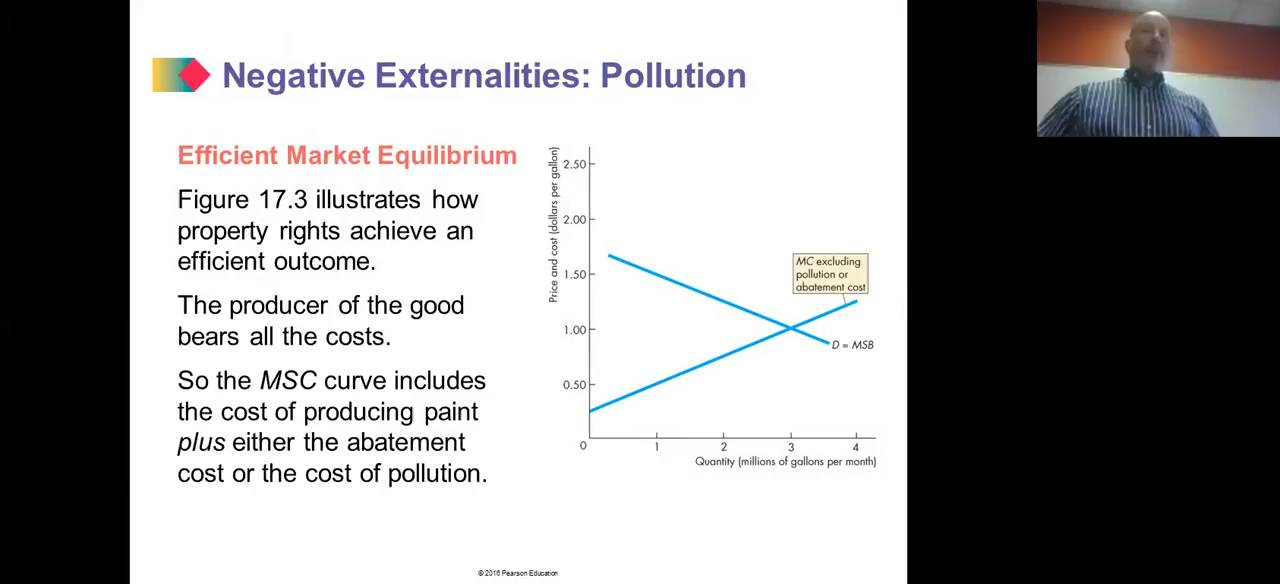 Negative Externalities: Pollution
Efficient Market Equilibrium
Figure 17.3 illustrates how
property rights achieve an
efficient outcome.
The producer of the good
bears all the costs.
So the MSC curve includes
the cost of producing paint
plus either the abatement
cost or the cost of pollution.
Price and cost (dollars per gallon)
2.50
2.00
1.50
1.00
0.50
0
1
2
3
4
Quantity (millions of gallons per month)
MC excluding
pollution or
abatement cost
D = MSB
© 2016 Pearson Education